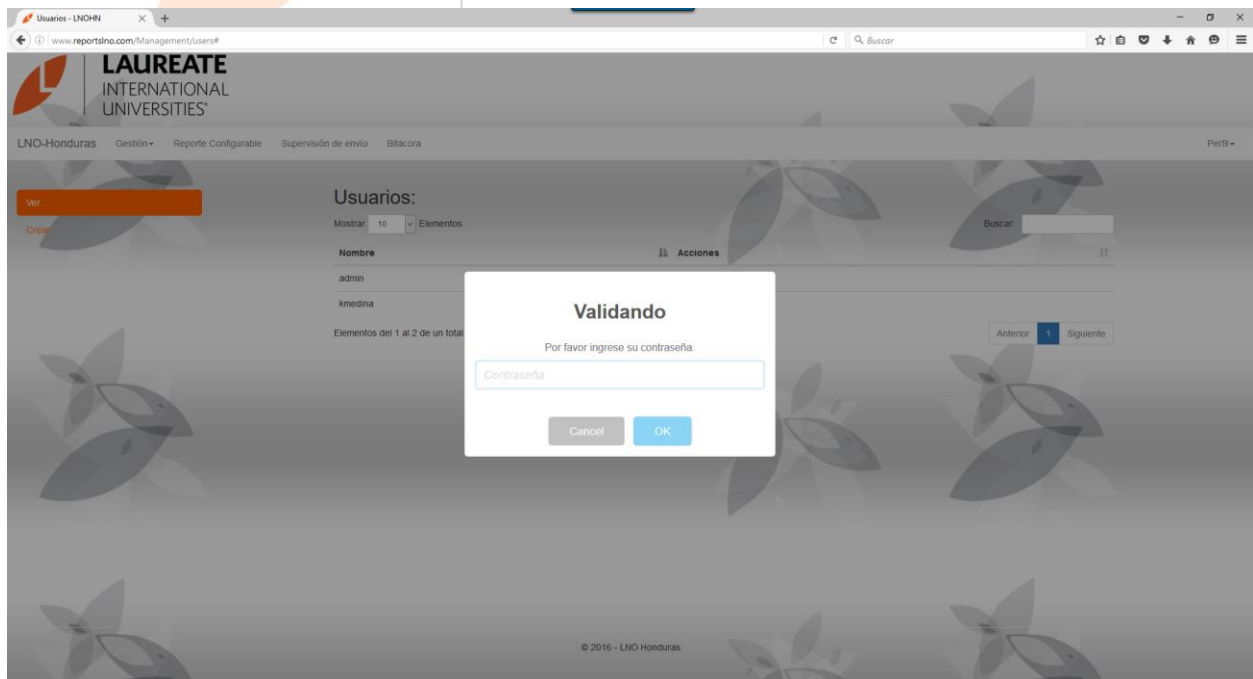 Usuarios - LNOHN
www.reportslno.com/Management/users#
Buscar
LAUREATE
INTERNATIONAL
UNIVERSITIES®
LNO-Honduras Gestión Reporte Configurable Supervisión de envío Bitacora Perfil
Ver
Crear
Usuarios:
Mostrar 10 Elementos. Buscar:
Nombre Acciones
admin
kmedina
Elementos del 1 al 2 de un total
Anterior 1 Siguiente
Validando
Por favor ingrese su contraseña.
Contraseña
Cancel OK
© 2016 - LNO Honduras